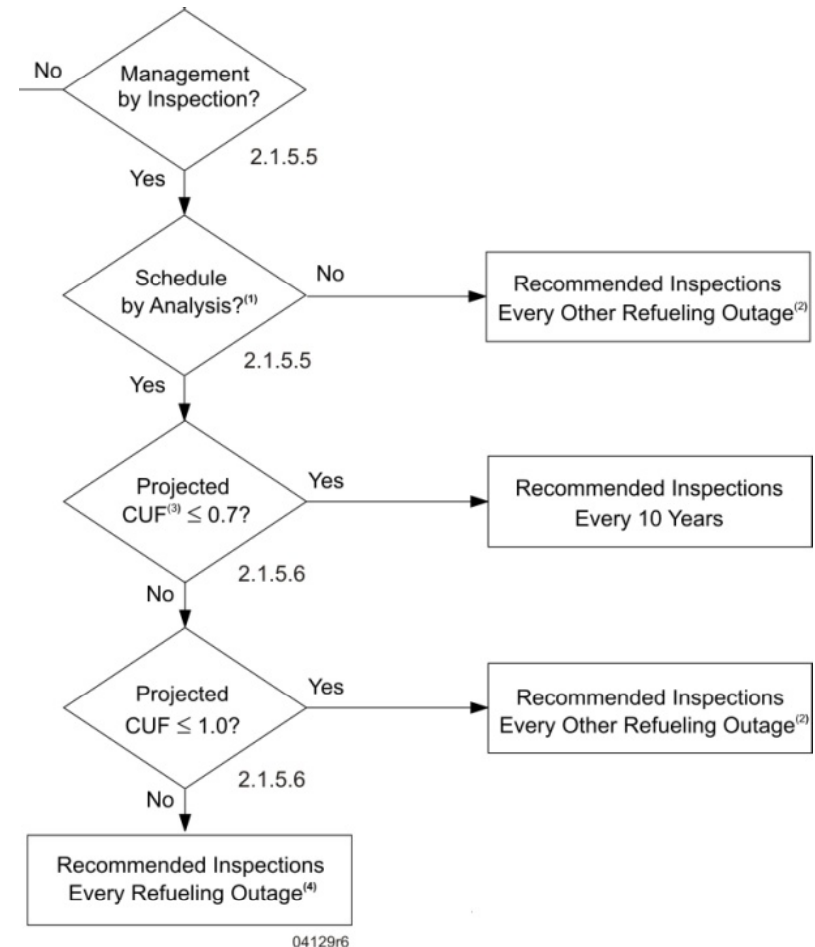 No
Management
by Inspection?
2.1.5.5
Yes
Schedule
by Analysis?(1)
No
Recommended Inspections
Every Other Refueling Outage(2)
2.1.5.5
Yes
Projected
CUF(3) ≤ 0.7?
Yes
Recommended Inspections
Every 10 Years
2.1.5.6
No
Projected
CUF ≤ 1.0?
Yes
Recommended Inspections
Every Other Refueling Outage(2)
2.1.5.6
No
Recommended Inspections
Every Refueling Outage(4)
04129r6